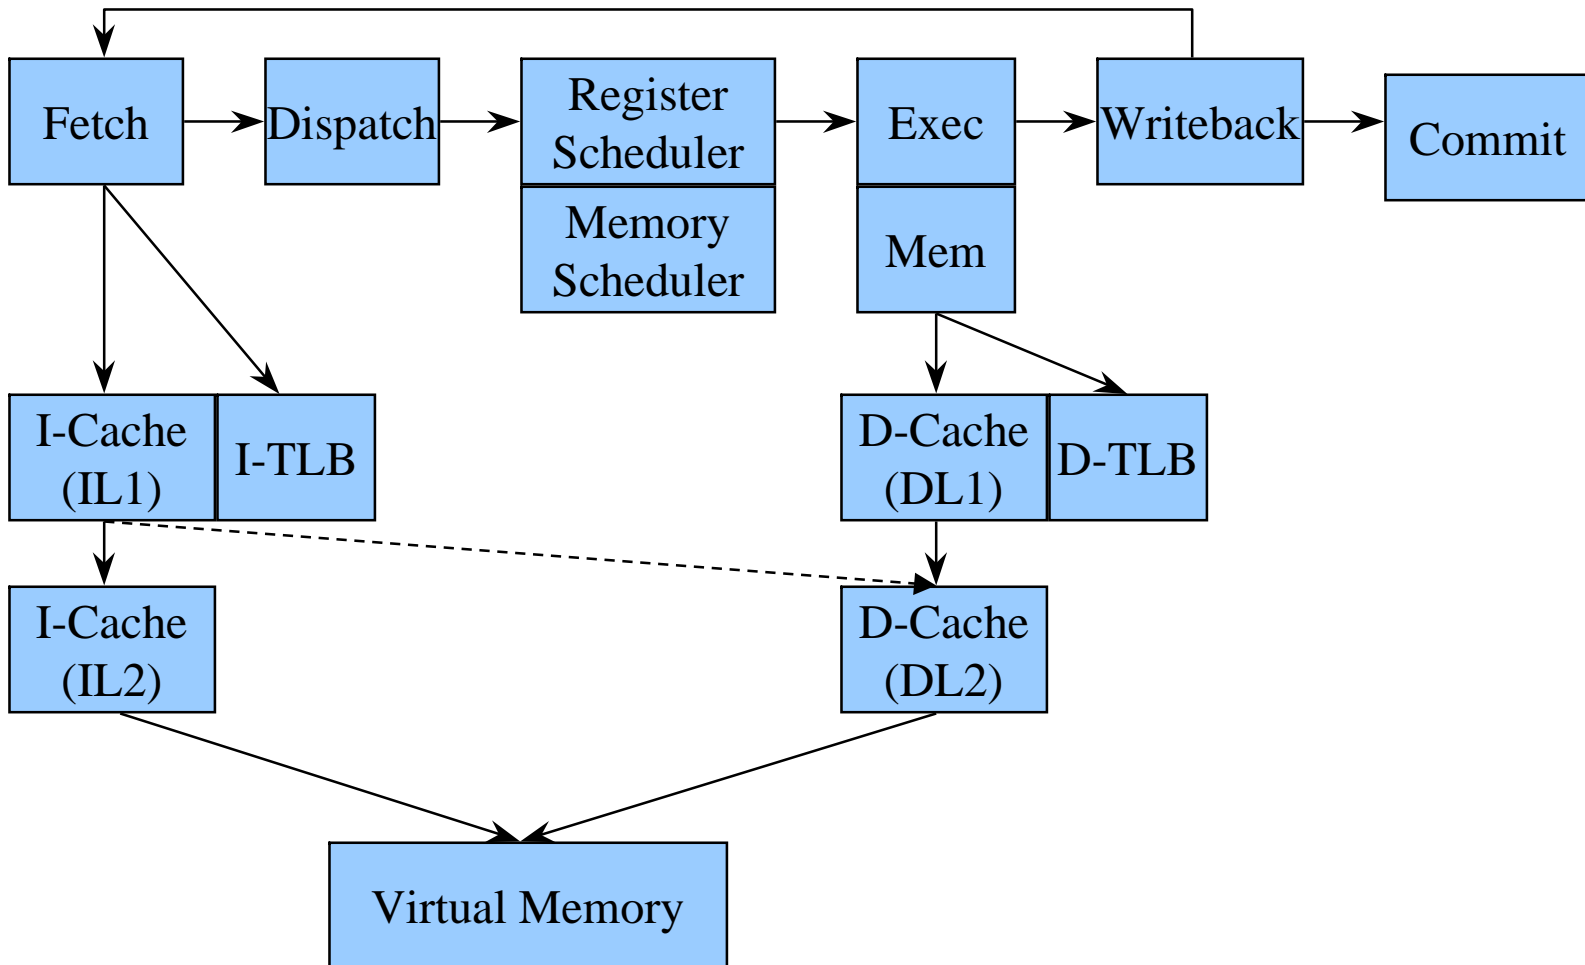 Fetch
Dispatch
Register
Scheduler
Exec
Writeback
Commit
Memory
Scheduler
Mem
I-Cache
(IL1)
I-TLB
D-Cache
(DL1)
D-TLB
I-Cache
(IL2)
D-Cache
(DL2)
Virtual Memory